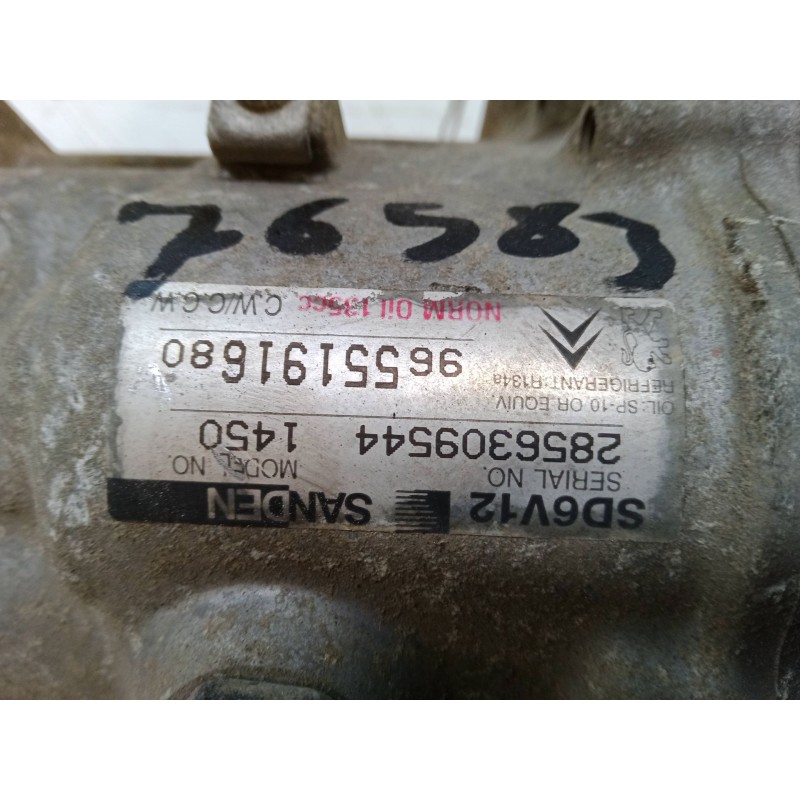 76583
SD6V12 SANDEN
SERIAL NO. MODEL NO.
2856309544 1450
OIL: SP-10 OR EQUIV.
REFRIGERANT:R134a
9655191680
NORM Oil 135cc C.W/C.C.W